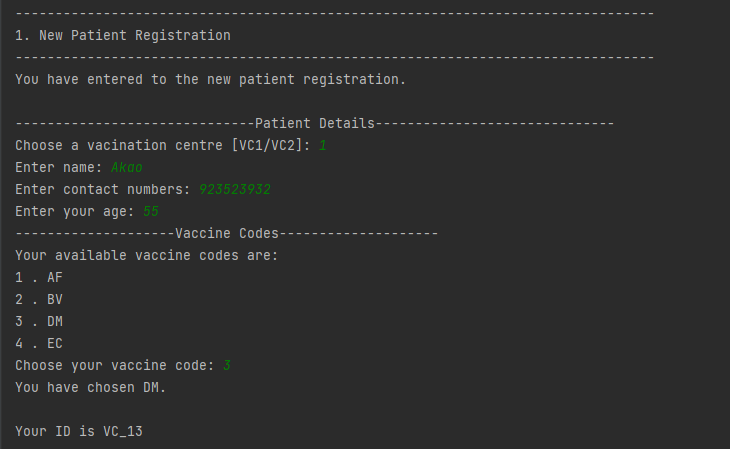 --------------------------------------------------------------------------------
1. New Patient Registration
--------------------------------------------------------------------------------
You have entered to the new patient registration.
------------------------------Patient Details------------------------------
Choose a vacination centre [VC1/VC2]: 1
Enter name: Akao
Enter contact numbers: 923523932
Enter your age: 55
--------------------Vaccine Codes--------------------
Your available vaccine codes are:
1 . AF
2 . BV
3 . DM
4 . EC
Choose your vaccine code: 3
You have chosen DM.
Your ID is VC_13